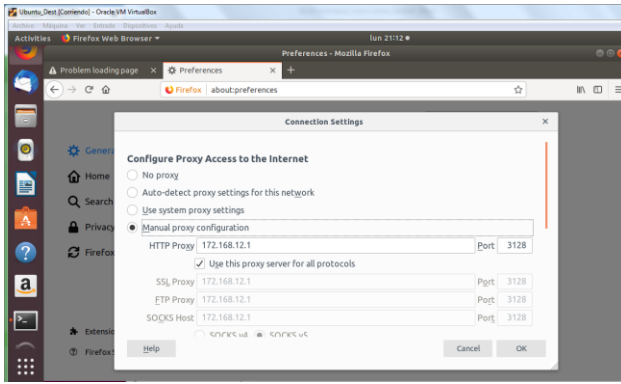 Ubuntu_Dest [Corriendo] - Oracle VM VirtualBox
Archivo Máquina Ver Entrada Dispositivos Ayuda
Activities Firefox Web Browser lun 21:12
Preferences - Mozilla Firefox
Problem loading page × Preferences × +
Firefox about:preferences
Connection Settings ×
Configure Proxy Access to the Internet
No proxy
Auto-detect proxy settings for this network
Use system proxy settings
Manual proxy configuration
HTTP Proxy 172.168.12.1 Port 3128
Use this proxy server for all protocols
SSL Proxy 172.168.12.1 Port 3128
FTP Proxy 172.168.12.1 Port 3128
SOCKS Host 172.168.12.1 Port 3128
SOCKS v4 SOCKS v5
Help Cancel OK
Genera
Home
Search
Privacy
Firefox
Extensio
Firefox S